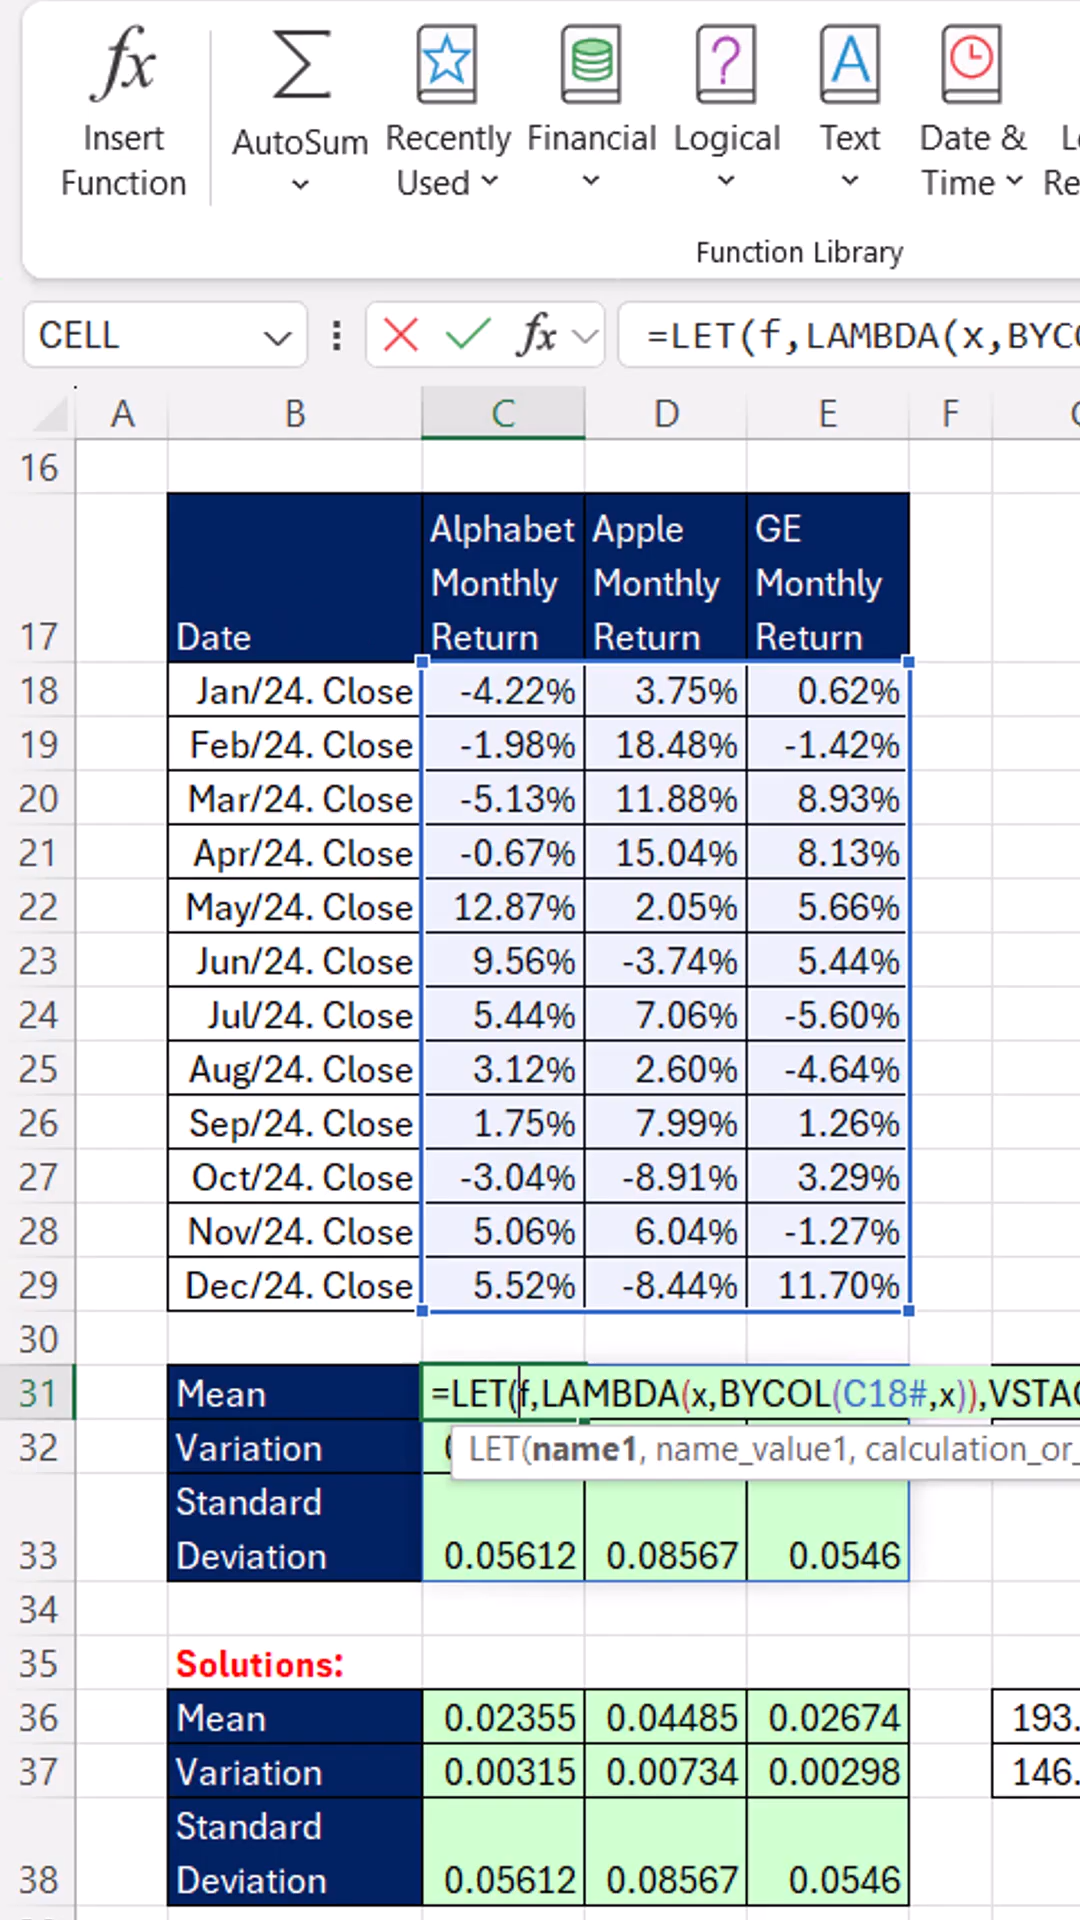 fx
Insert Function
AutoSum
Recently Used
Financial
Logical
Text
A
Date & Time
Re
Function Library
CELL
fx
=LET(f,LAMBDA(x,BYC
A B C D E F
16
17 Date Alphabet Monthly Return Apple Monthly Return GE Monthly Return
18 Jan/24. Close -4.22% 3.75% 0.62%
19 Feb/24. Close -1.98% 18.48% -1.42%
20 Mar/24. Close -5.13% 11.88% 8.93%
21 Apr/24. Close -0.67% 15.04% 8.13%
22 May/24. Close 12.87% 2.05% 5.66%
23 Jun/24. Close 9.56% -3.74% 5.44%
24 Jul/24. Close 5.44% 7.06% -5.60%
25 Aug/24. Close 3.12% 2.60% -4.64%
26 Sep/24. Close 1.75% 7.99% 1.26%
27 Oct/24. Close -3.04% -8.91% 3.29%
28 Nov/24. Close 5.06% 6.04% -1.27%
29 Dec/24. Close 5.52% -8.44% 11.70%
30
31 Mean =LET(f,LAMBDA(x,BYCOL(C18#,x)),VSTAC
32 Variation LET(name1, name_value1, calculation_or_
33 Standard Deviation 0.05612 0.08567 0.0546
34
35 Solutions:
36 Mean 0.02355 0.04485 0.02674 193.
37 Variation 0.00315 0.00734 0.00298 146.
38 Standard Deviation 0.05612 0.08567 0.0546